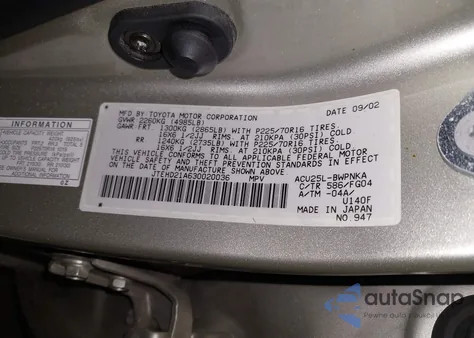 MFD BY: TOYOTA MOTOR CORPORATION
DATE 09/02
GVWR 2260KG (4985LB)
GAWR-FRT 1300KG (2865LB) WITH P225/70R16 TIRES,
16X6 1/2JJ RIMS, AT 210KPA (30PSI) COLD
RR 1240KG (2735LB) WITH P225/70R16 TIRES,
16X6 1/2JJ RIMS, AT 210KPA (30PSI) COLD
THIS VEHICLE CONFORMS TO ALL APPLICABLE FEDERAL MOTOR
VEHICLE SAFETY STANDARDS IN EFFECT ON THE DATE OF
MANUFACTURE SHOWN ABOVE.
JTEHD21A630020036 MPV
ACU25L-BWPNKA
C/TR 586/FG04
A/TM -04A/
U140F
MADE IN JAPAN
NO.947
VEHICLE CAPACITY
autoSnap